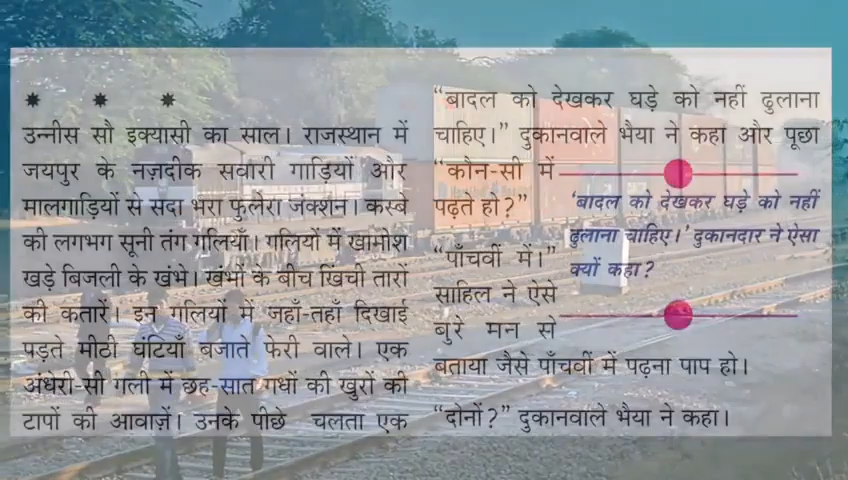 * * *
उन्नीस सौ इक्यासी का साल। राजस्थान में
जयपुर के नज़दीक सवारी गाड़ियों और
मालगाड़ियों से सदा भरा फुलेरा जंक्शन। कस्बे
की लगभग सूनी तंग गलियाँ। गलियों में खामोश
खड़े बिजली के खंभे। खंभों के बीच खिंची तारों
की कतारें। इन गलियों में जहाँ-तहाँ दिखाई
पड़ते मीठी घंटियाँ बजाते फेरी वाले। एक
अंधेरी-सी गली में छह-सात गधों की खुरों की
टापों की आवाज़ें। उनके पीछे चलता एक
“बादल को देखकर घड़े को नहीं ढुलाना
चाहिए।” दुकानवाले भैया ने कहा और पूछा
“कौन-सी में
पढ़ते हो?”
“पाँचवीं में।”
साहिल ने ऐसे
बुरे मन से
बताया जैसे पाँचवीं में पढ़ना पाप हो।
“दोनों?” दुकानवाले भैया ने कहा।
‘बादल को देखकर घड़े को नहीं
ढुलाना चाहिए।’ दुकानदार ने ऐसा
क्यों कहा?